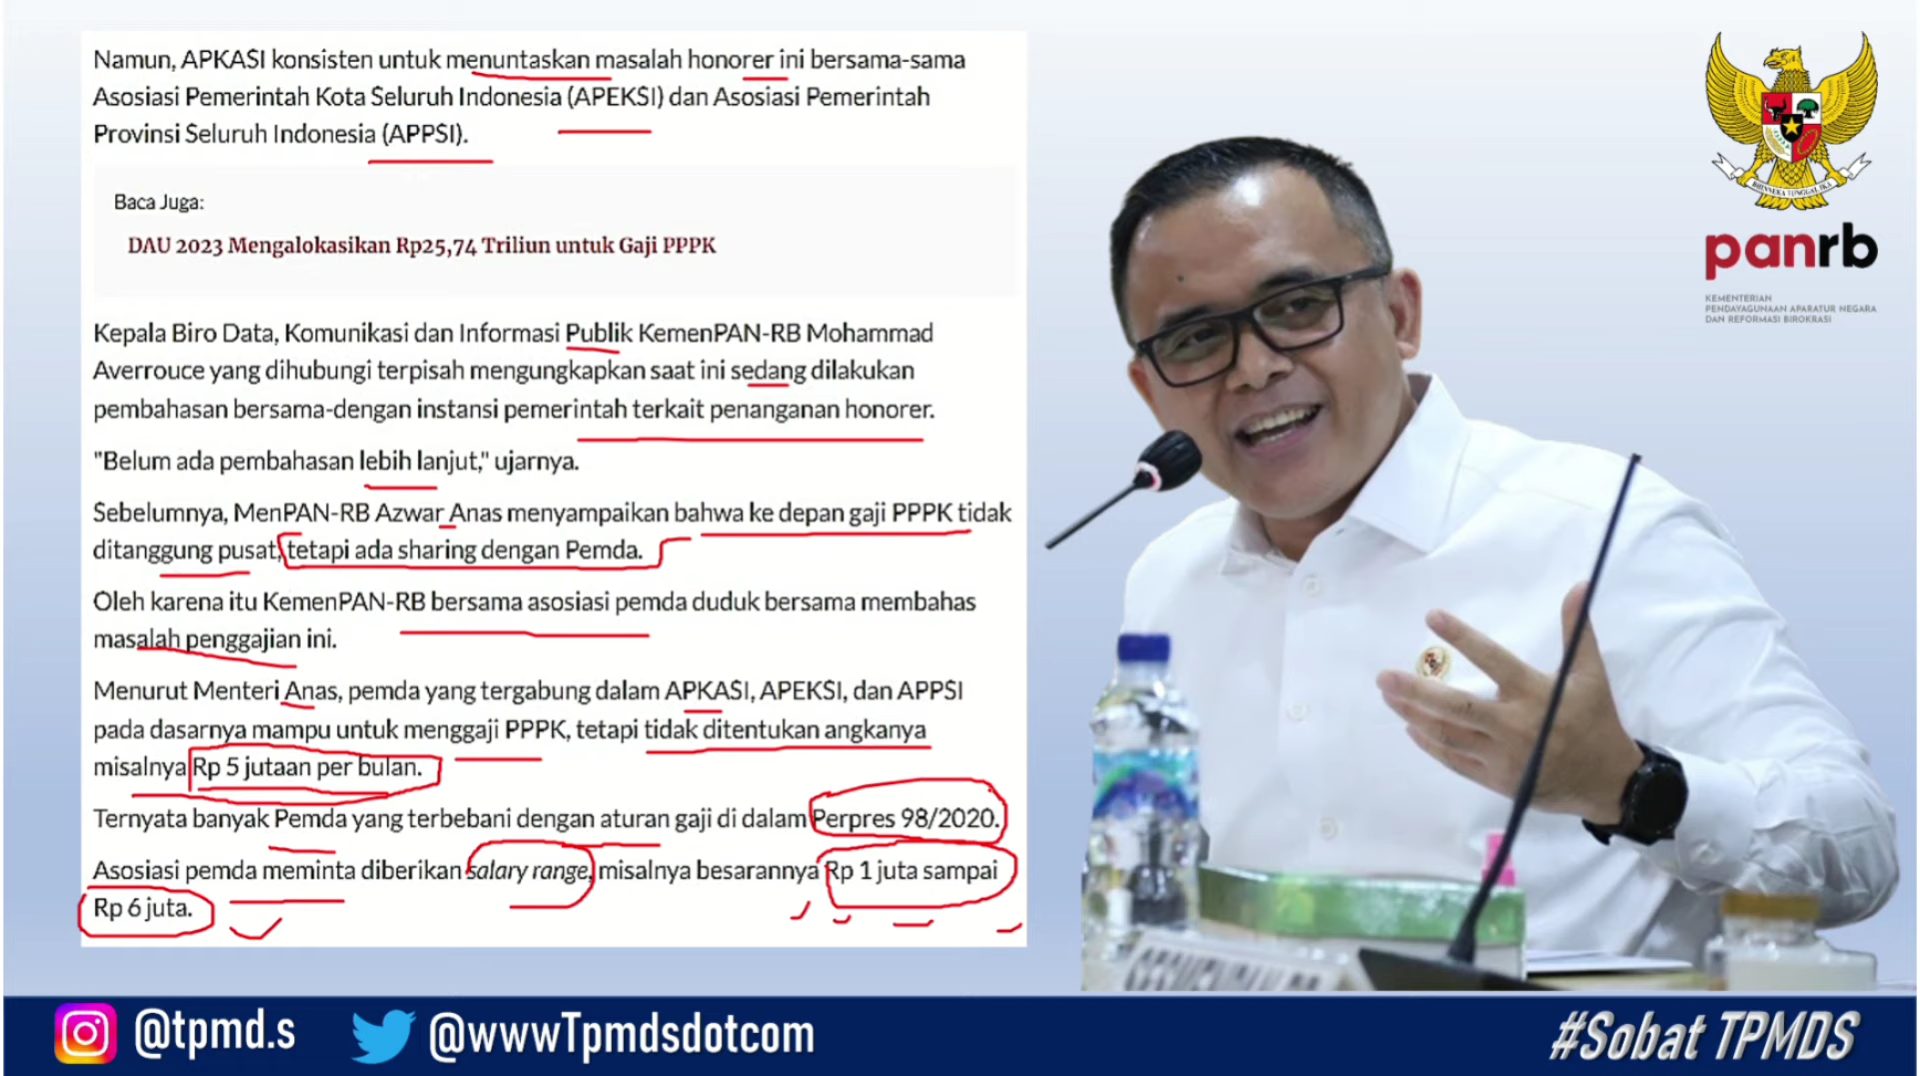 Namun, APKASI konsisten untuk menuntaskan masalah honorer ini bersama-sama
Asosiasi Pemerintah Kota Seluruh Indonesia (APEKSI) dan Asosiasi Pemerintah
Provinsi Seluruh Indonesia (APPSI).
Baca Juga:
DAU 2023 Mengalokasikan Rp25,74 Triliun untuk Gaji PPPK
Kepala Biro Data, Komunikasi dan Informasi Publik KemenPAN-RB Mohammad
Averrouce yang dihubungi terpisah mengungkapkan saat ini sedang dilakukan
pembahasan bersama-dengan instansi pemerintah terkait penanganan honorer.
"Belum ada pembahasan lebih lanjut," ujarnya.
Sebelumnya, MenPAN-RB Azwar Anas menyampaikan bahwa ke depan gaji PPPK tidak
ditanggung pusat, tetapi ada sharing dengan Pemda.
Oleh karena itu KemenPAN-RB bersama asosiasi pemda duduk bersama membahas
masalah penggajian ini.
Menurut Menteri Anas, pemda yang tergabung dalam APKASI, APEKSI, dan APPSI
pada dasarnya mampu untuk menggaji PPPK, tetapi tidak ditentukan angkanya
misalnya Rp 5 jutaan per bulan.
Ternyata banyak Pemda yang terbebani dengan aturan gaji di dalam Perpres 98/2020.
Asosiasi pemda meminta diberikan salary range, misalnya besarannya Rp 1 juta sampai
Rp 6 juta.
BHINNEKA TUNGGAL IKA
panrb
KEMENTERIAN
PENDAYAGUNAAN APARATUR NEGARA
DAN REFORMASI BIROKRASI
@tpmd.s
@wwwTpmdsdotcom
#Sobat TPMDS